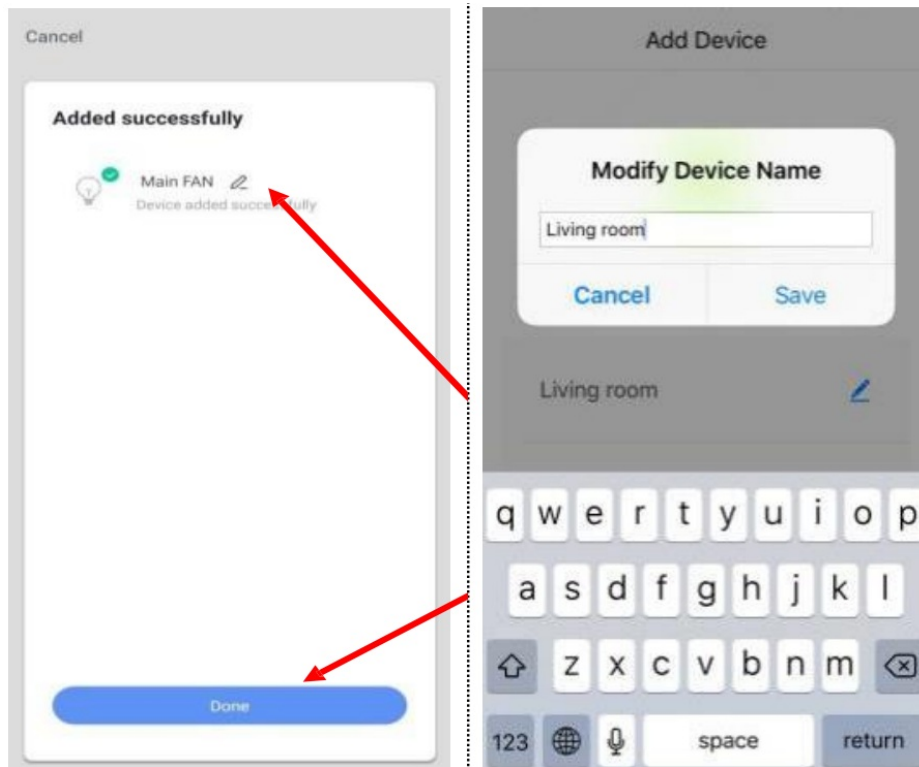 Cancel
Added successfully
Main FAN
Device added successfully
Done
Add Device
Modify Device Name
Living room
Cancel Save
Living room
q w e r t y u i o p
a s d f g h j k l
z x c v b n m
123 space return